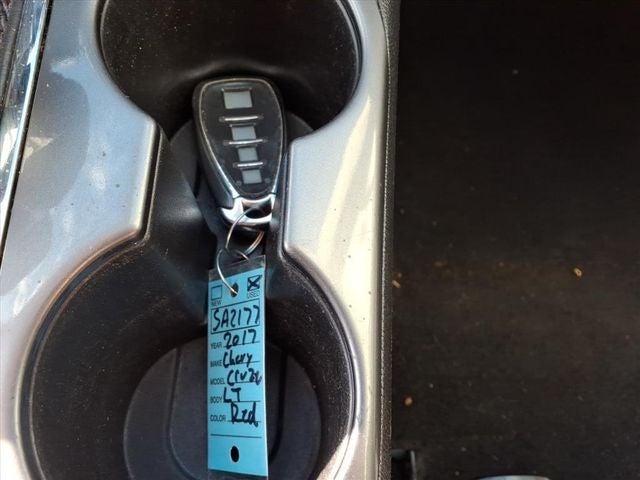 NEW USED
SA2177
YEAR 2017
MAKE Chevy
MODEL Cruze
BODY LT
COLOR Red